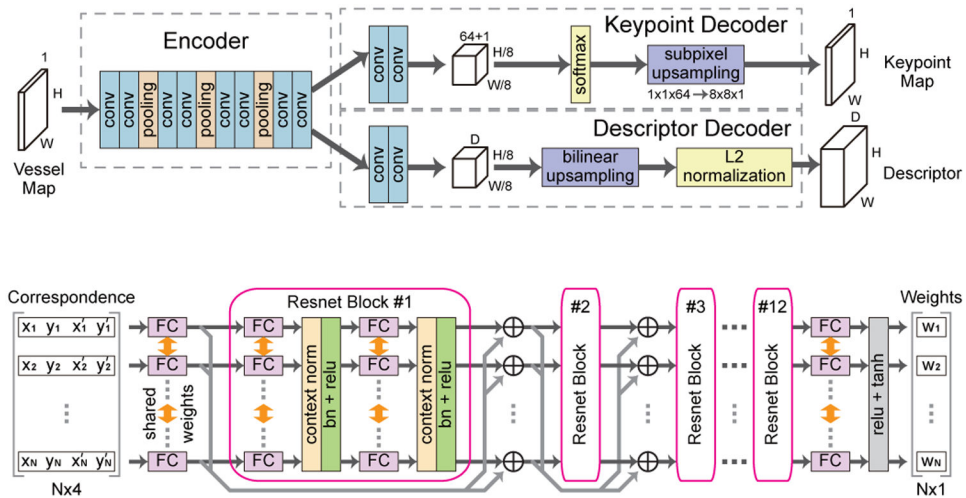 Encoder
Keypoint Decoder
1
H
W
Vessel
Map
conv
conv
pooling
conv
conv
pooling
conv
conv
pooling
conv
conv
conv
conv
64+1
H/8
W/8
softmax
subpixel
upsampling
1x1x64→8x8x1
1
H
W
Keypoint
Map
Descriptor Decoder
conv
conv
D
H/8
W/8
bilinear
upsampling
L2
normalization
D
H
W
Descriptor
Correspondence
x₁ y₁ x′₁ y′₁
x₂ y₂ x′₂ y′₂
xN yN x′N y′N
Nx4
FC
FC
shared
weights
FC
Resnet Block #1
FC
FC
FC
context norm
bn + relu
FC
FC
FC
context norm
bn + relu
#2
Resnet Block
#3
Resnet Block
#12
Resnet Block
FC
FC
FC
relu + tanh
Weights
w₁
w₂
wN
Nx1